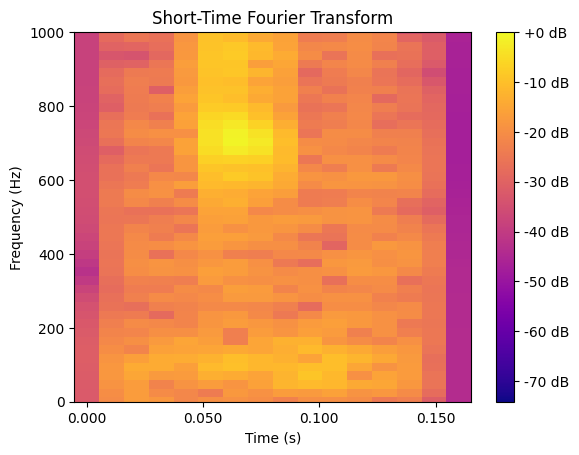 Short-Time Fourier Transform
1000
800
600
400
200
0
Frequency (Hz)
0.000
0.050
0.100
0.150
Time (s)
+0 dB
-10 dB
-20 dB
-30 dB
-40 dB
-50 dB
-60 dB
-70 dB